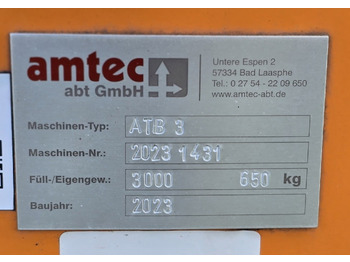 amtec
abt GmbH
Untere Espen 2
57334 Bad Laasphe
Tel.: 0 27 54 - 22 09 650
www.amtec-abt.de
Maschinen-Typ: ATB 3
Maschinen-Nr.: 2023 1431
Füll-/Eigengew.: 3000 650 kg
Baujahr: 2023